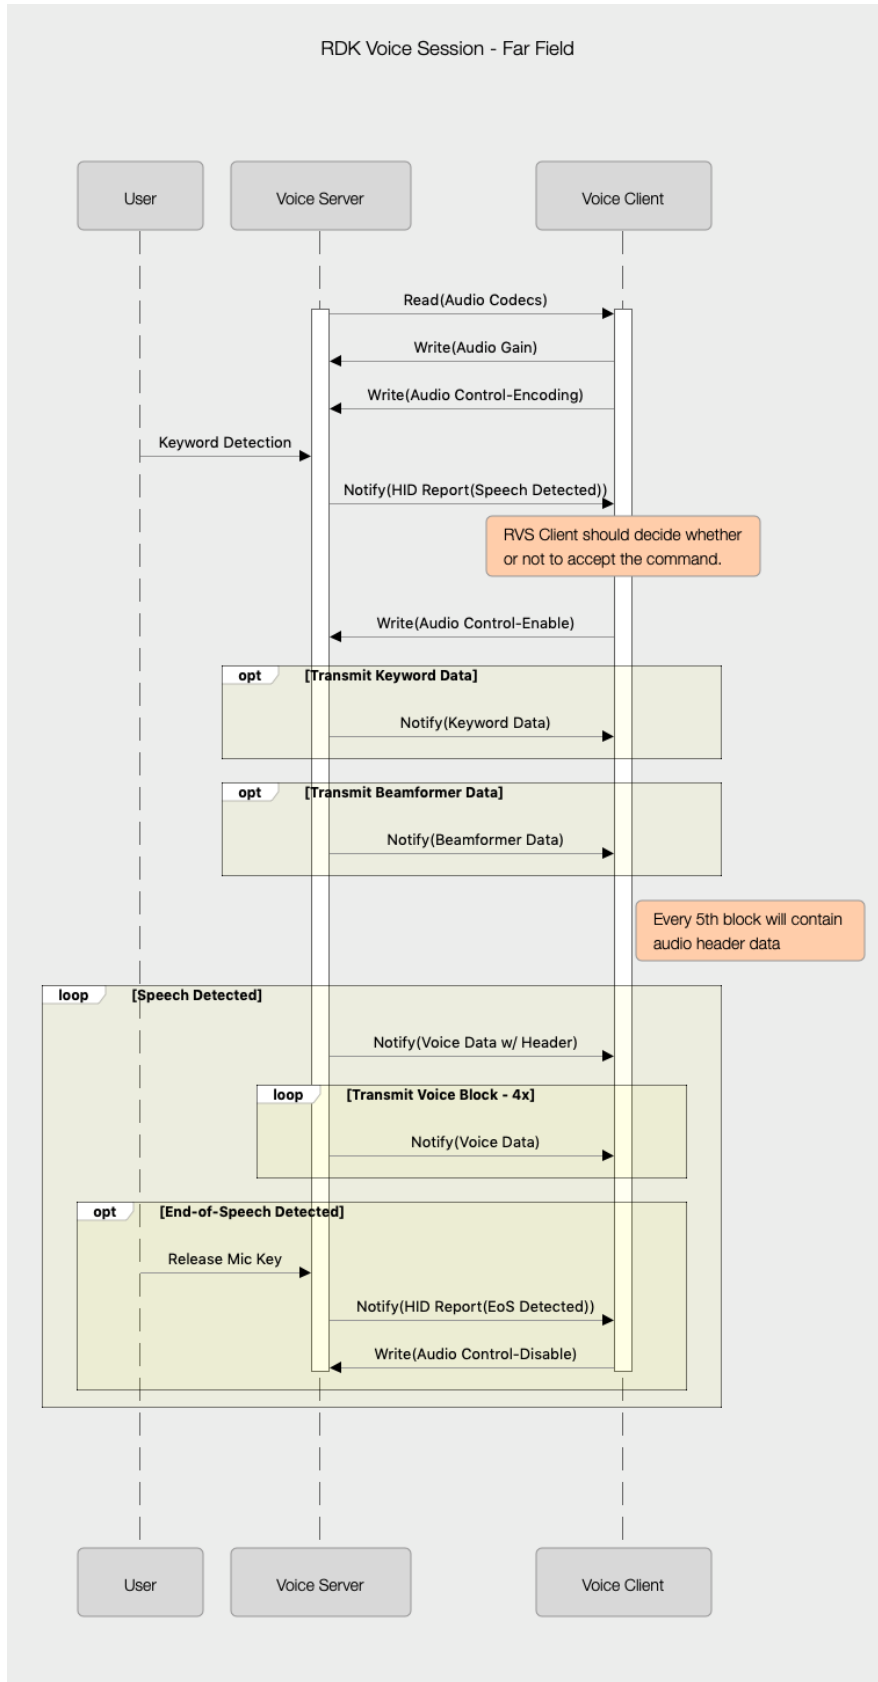 RDK Voice Session - Far Field
User
Voice Server
Voice Client
Read(Audio Codecs)
Write(Audio Gain)
Write(Audio Control-Encoding)
Keyword Detection
Notify(HID Report(Speech Detected))
RVS Client should decide whether
or not to accept the command.
Write(Audio Control-Enable)
opt
[Transmit Keyword Data]
Notify(Keyword Data)
opt
[Transmit Beamformer Data]
Notify(Beamformer Data)
Every 5th block will contain
audio header data
loop
[Speech Detected]
Notify(Voice Data w/ Header)
loop
[Transmit Voice Block - 4x]
Notify(Voice Data)
opt
[End-of-Speech Detected]
Release Mic Key
Notify(HID Report(EoS Detected))
Write(Audio Control-Disable)
User
Voice Server
Voice Client